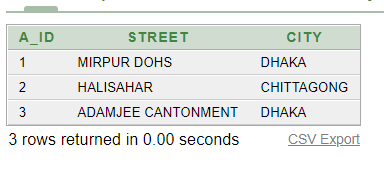 A_ID STREET CITY
1 MIRPUR DOHS DHAKA
2 HALISAHAR CHITTAGONG
3 ADAMJEE CANTONMENT DHAKA
3 rows returned in 0.00 seconds CSV Export